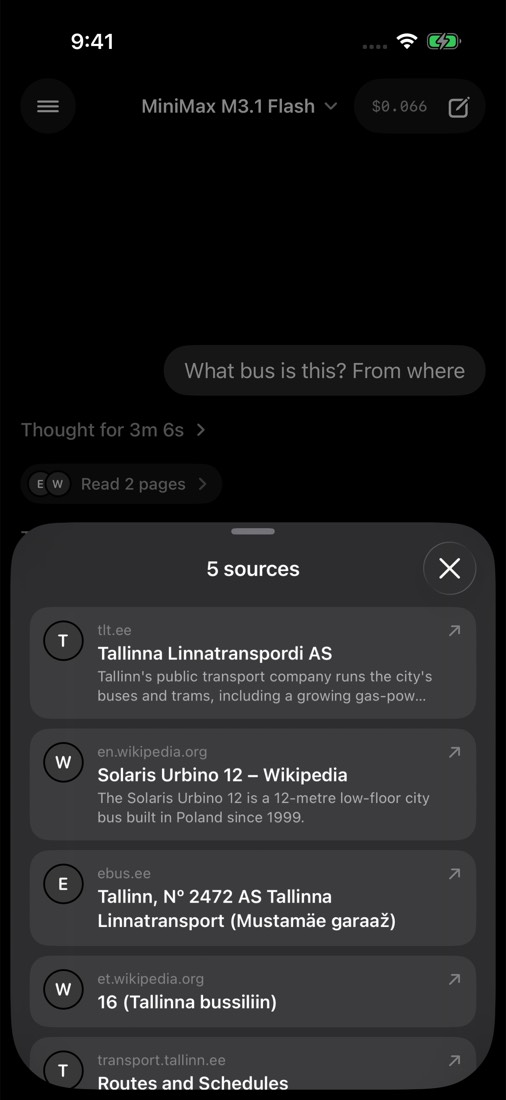 9:41
MiniMax M3.1 Flash
$0.066
What bus is this? From where
Thought for 3m 6s
E W Read 2 pages
5 sources
T
tlt.ee
Tallinna Linnatranspordi AS
Tallinn's public transport company runs the city's
buses and trams, including a growing gas-pow...
W
en.wikipedia.org
Solaris Urbino 12 – Wikipedia
The Solaris Urbino 12 is a 12-metre low-floor city
bus built in Poland since 1999.
E
ebus.ee
Tallinn, Nº 2472 AS Tallinna
Linnatransport (Mustamäe garaaž)
W
et.wikipedia.org
16 (Tallinna bussiliin)
T
transport.tallinn.ee
Routes and Schedules